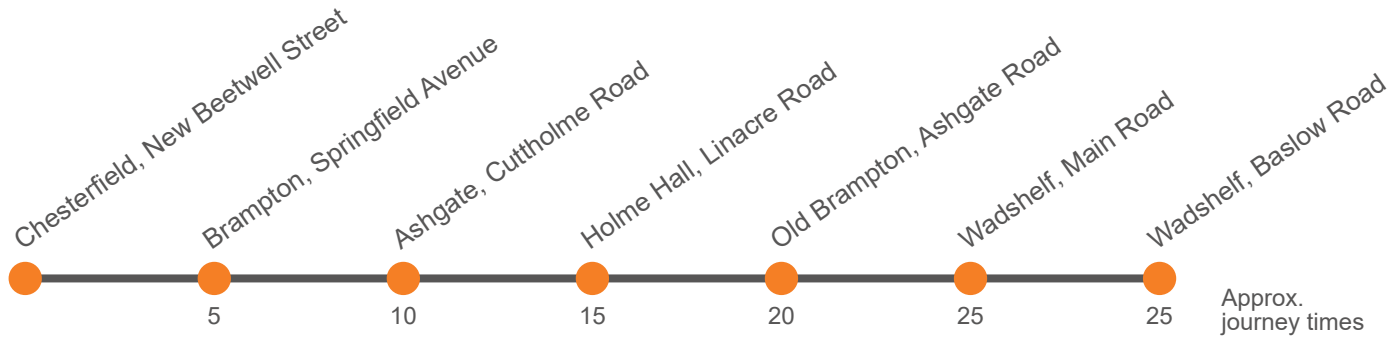 Chesterfield, New Beetwell Street
Brampton, Springfield Avenue
Ashgate, Cuttholme Road
Holme Hall, Linacre Road
Old Brampton, Ashgate Road
Wadshelf, Main Road
Wadshelf, Baslow Road
5
10
15
20
25
25
Approx.
journey times